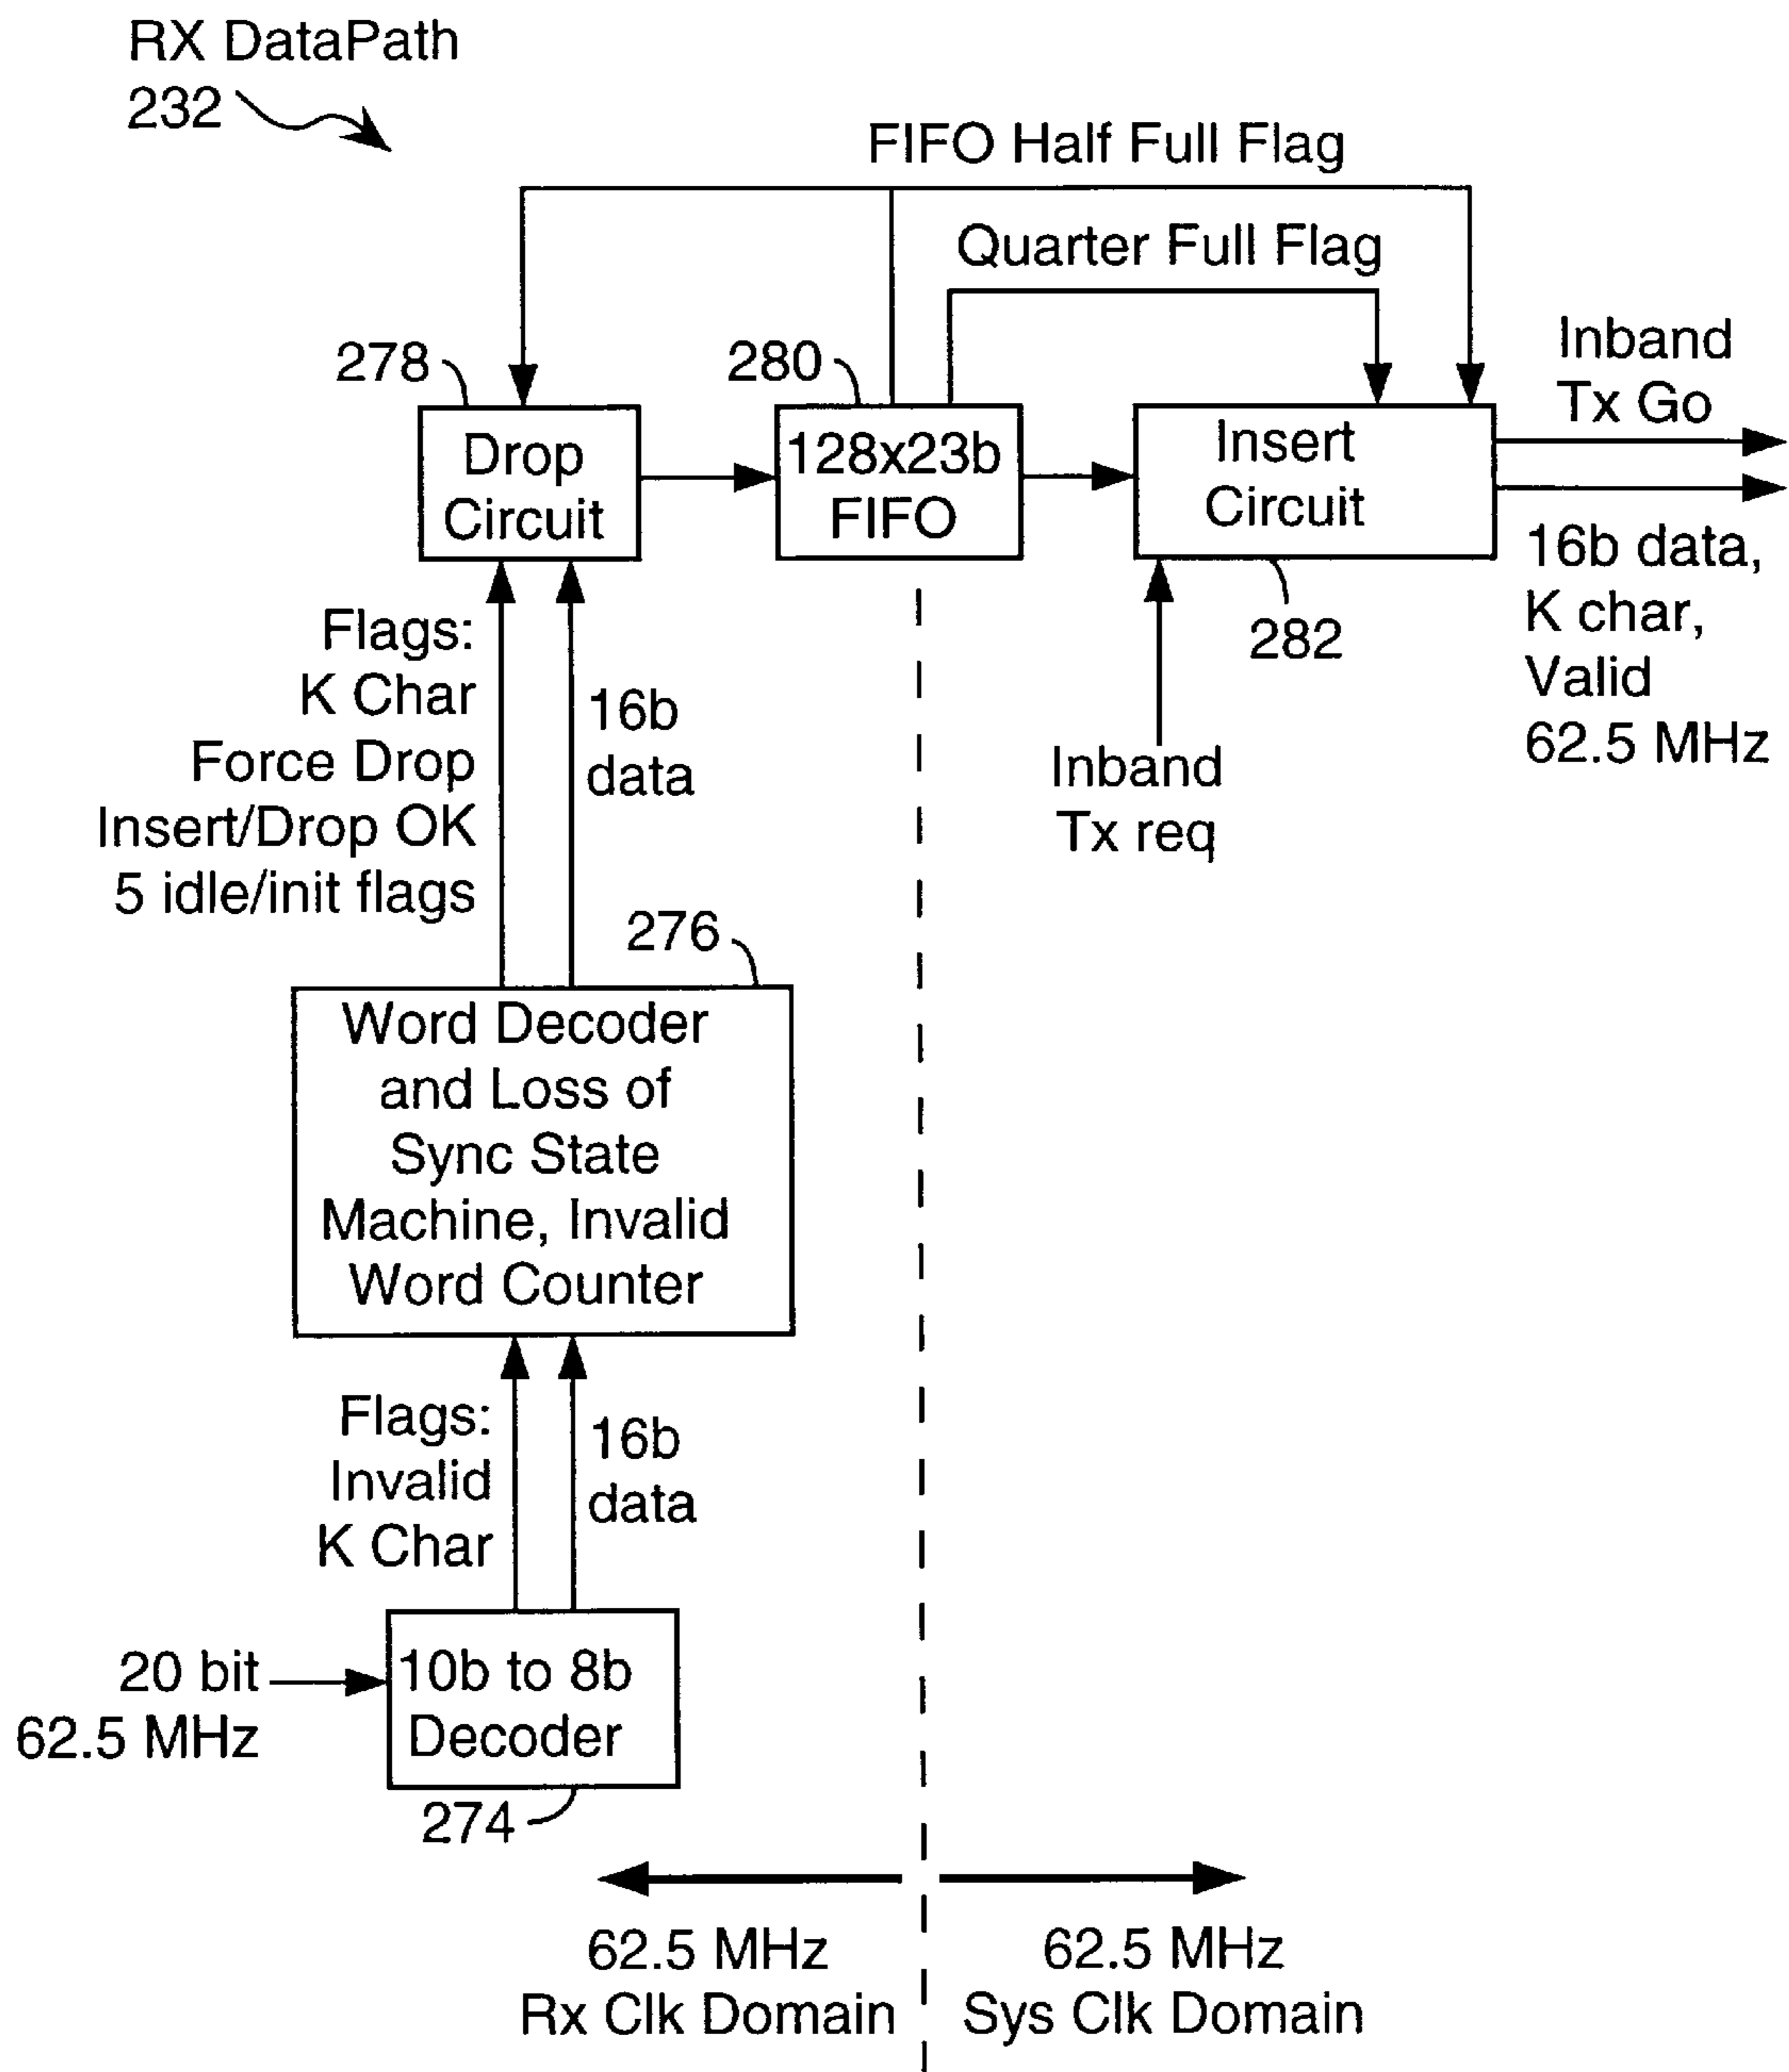 RX DataPath
232
FIFO Half Full Flag
Quarter Full Flag
278
280
Inband
Tx Go
Drop
Circuit
128x23b
FIFO
Insert
Circuit
16b data,
K char,
Valid
62.5 MHz
282
Flags:
K Char
Force Drop
Insert/Drop OK
5 idle/init flags
16b
data
Inband
Tx req
276
Word Decoder
and Loss of
Sync State
Machine, Invalid
Word Counter
Flags:
Invalid
K Char
16b
data
20 bit
62.5 MHz
10b to 8b
Decoder
274
62.5 MHz
Rx Clk Domain
62.5 MHz
Sys Clk Domain